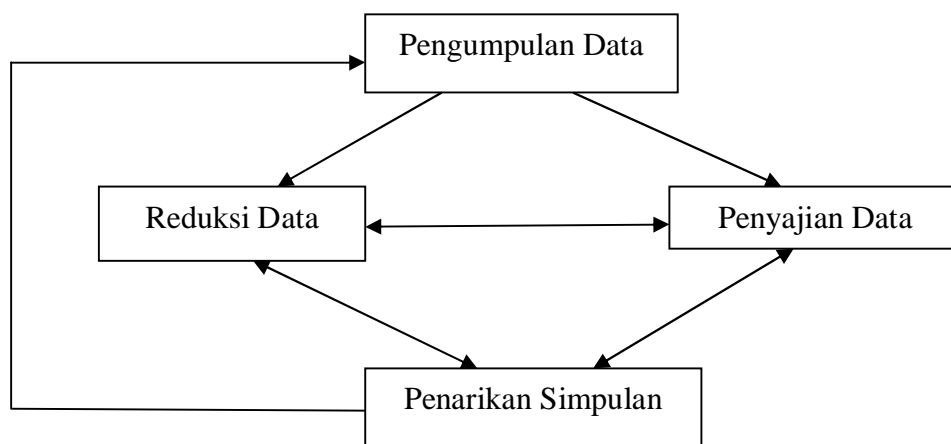 Pengumpulan Data
Reduksi Data
Penyajian Data
Penarikan Simpulan